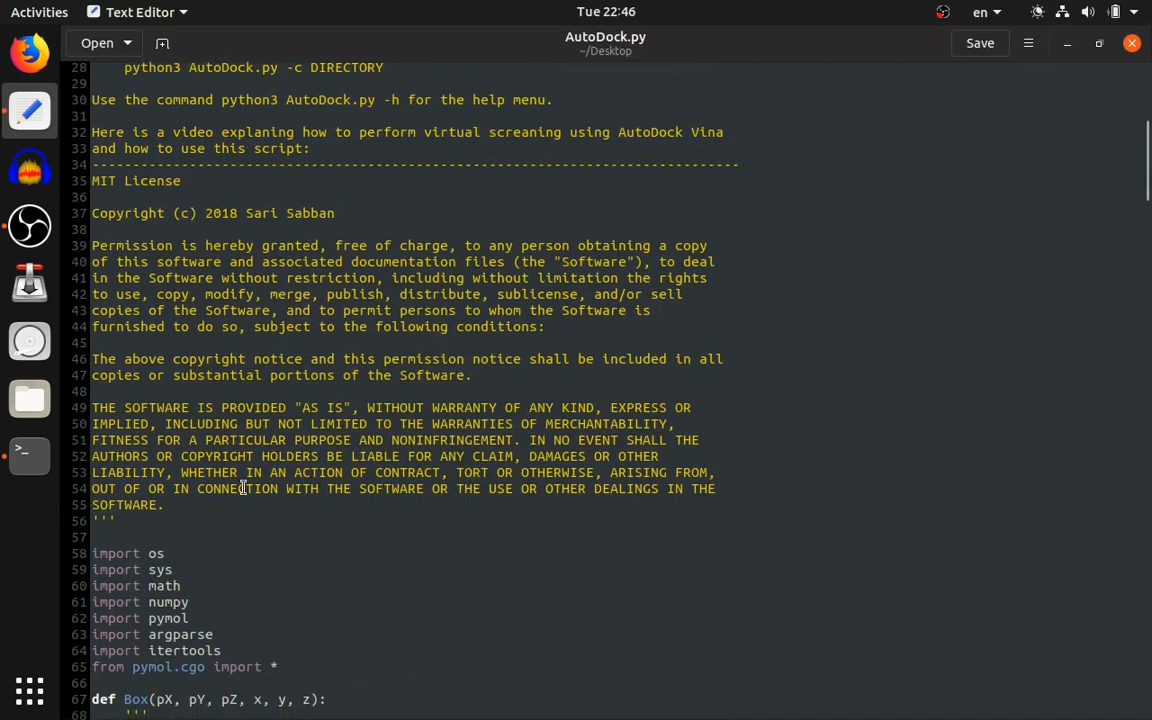 Activities Text Editor Tue 22:46 en
Open AutoDock.py Save
~/Desktop
28 python3 AutoDock.py -c DIRECTORY
29
30 Use the command python3 AutoDock.py -h for the help menu.
31
32 Here is a video explaning how to perform virtual screaning using AutoDock Vina
33 and how to use this script:
34 --------------------------------------------------------------------------------
35 MIT License
36
37 Copyright (c) 2018 Sari Sabban
38
39 Permission is hereby granted, free of charge, to any person obtaining a copy
40 of this software and associated documentation files (the "Software"), to deal
41 in the Software without restriction, including without limitation the rights
42 to use, copy, modify, merge, publish, distribute, sublicense, and/or sell
43 copies of the Software, and to permit persons to whom the Software is
44 furnished to do so, subject to the following conditions:
45
46 The above copyright notice and this permission notice shall be included in all
47 copies or substantial portions of the Software.
48
49 THE SOFTWARE IS PROVIDED "AS IS", WITHOUT WARRANTY OF ANY KIND, EXPRESS OR
50 IMPLIED, INCLUDING BUT NOT LIMITED TO THE WARRANTIES OF MERCHANTABILITY,
51 FITNESS FOR A PARTICULAR PURPOSE AND NONINFRINGEMENT. IN NO EVENT SHALL THE
52 AUTHORS OR COPYRIGHT HOLDERS BE LIABLE FOR ANY CLAIM, DAMAGES OR OTHER
53 LIABILITY, WHETHER IN AN ACTION OF CONTRACT, TORT OR OTHERWISE, ARISING FROM,
54 OUT OF OR IN CONNECTION WITH THE SOFTWARE OR THE USE OR OTHER DEALINGS IN THE
55 SOFTWARE.
56 '''
57
58 import os
59 import sys
60 import math
61 import numpy
62 import pymol
63 import argparse
64 import itertools
65 from pymol.cgo import *
66
67 def Box(pX, pY, pZ, x, y, z):
68 '''